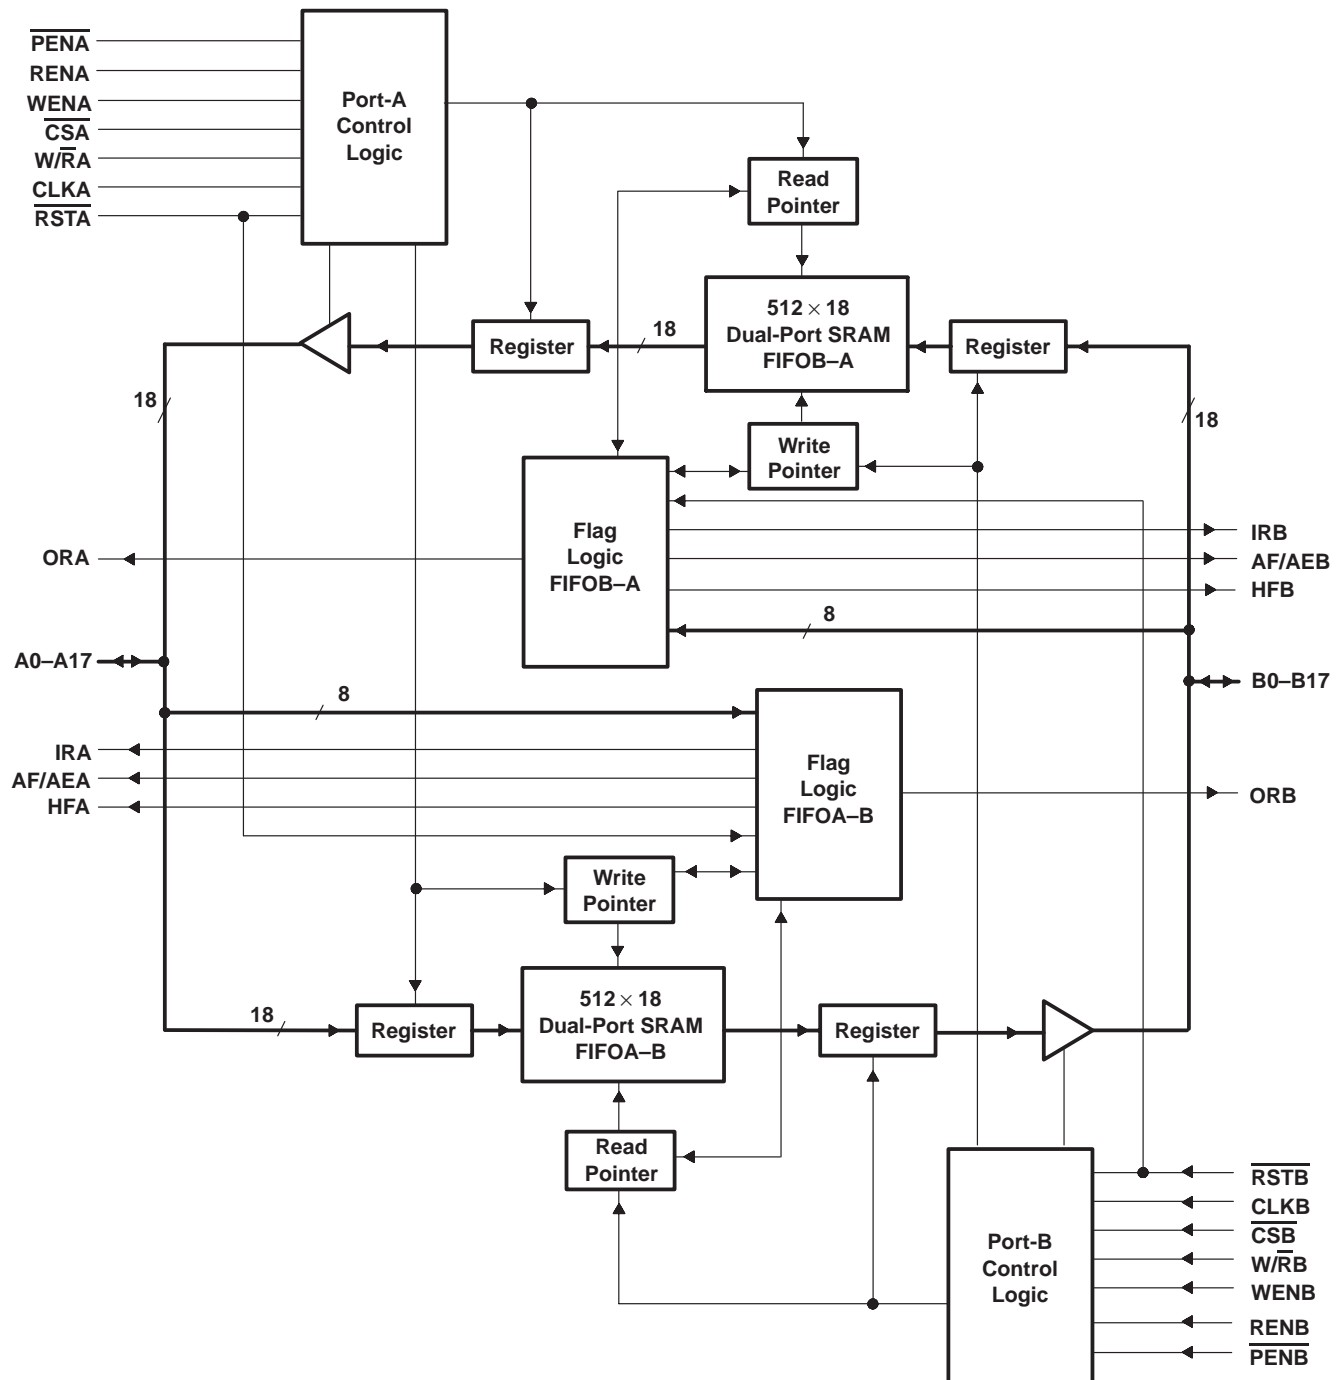 PENA
RENA
WENA
CSA
W/RA
CLKA
RSTA
Port-A
Control
Logic
Read
Pointer
512 × 18
Dual-Port SRAM
FIFOB–A
Register
18
Register
18
18
Write
Pointer
Flag
Logic
FIFOB–A
ORA
IRB
AF/AEB
HFB
8
A0–A17
B0–B17
8
IRA
AF/AEA
HFA
Flag
Logic
FIFOA–B
ORB
Write
Pointer
18
Register
512 × 18
Dual-Port SRAM
FIFOA–B
Register
Read
Pointer
Port-B
Control
Logic
RSTB
CLKB
CSB
W/RB
WENB
RENB
PENB